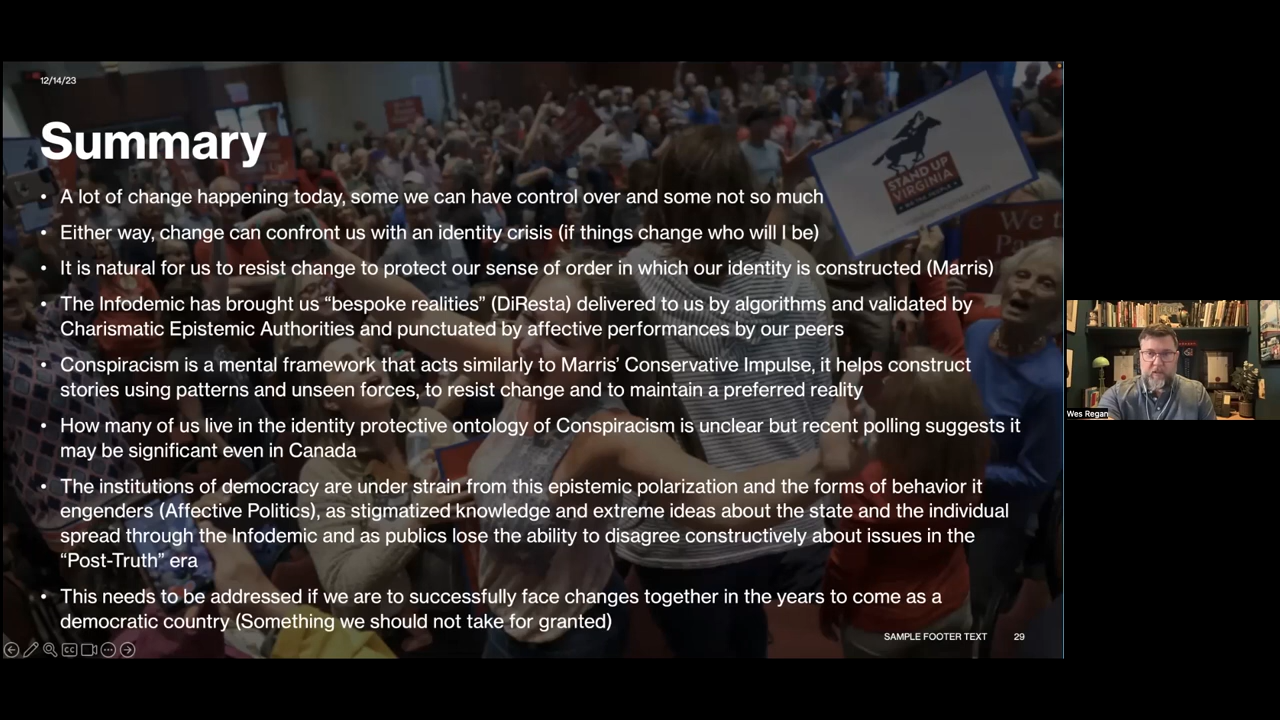 12/14/23
Summary
• A lot of change happening today, some we can have control over and some not so much
• Either way, change can confront us with an identity crisis (if things change who will I be)
• It is natural for us to resist change to protect our sense of order in which our identity is constructed (Marris)
• The Infodemic has brought us “bespoke realities” (DiResta) delivered to us by algorithms and validated by
Charismatic Epistemic Authorities and punctuated by affective performances by our peers
• Conspiracism is a mental framework that acts similarly to Marris’ Conservative Impulse, it helps construct
stories using patterns and unseen forces, to resist change and to maintain a preferred reality
• How many of us live in the identity protective ontology of Conspiracism is unclear but recent polling suggests it
may be significant even in Canada
• The institutions of democracy are under strain from this epistemic polarization and the forms of behavior it
engenders (Affective Politics), as stigmatized knowledge and extreme ideas about the state and the individual
spread through the Infodemic and as publics lose the ability to disagree constructively about issues in the
“Post-Truth” era
• This needs to be addressed if we are to successfully face changes together in the years to come as a
democratic country (Something we should not take for granted)
SAMPLE FOOTER TEXT 29
STAND UP
VIRGINIA
We t
Pa
CC
Wes Regan